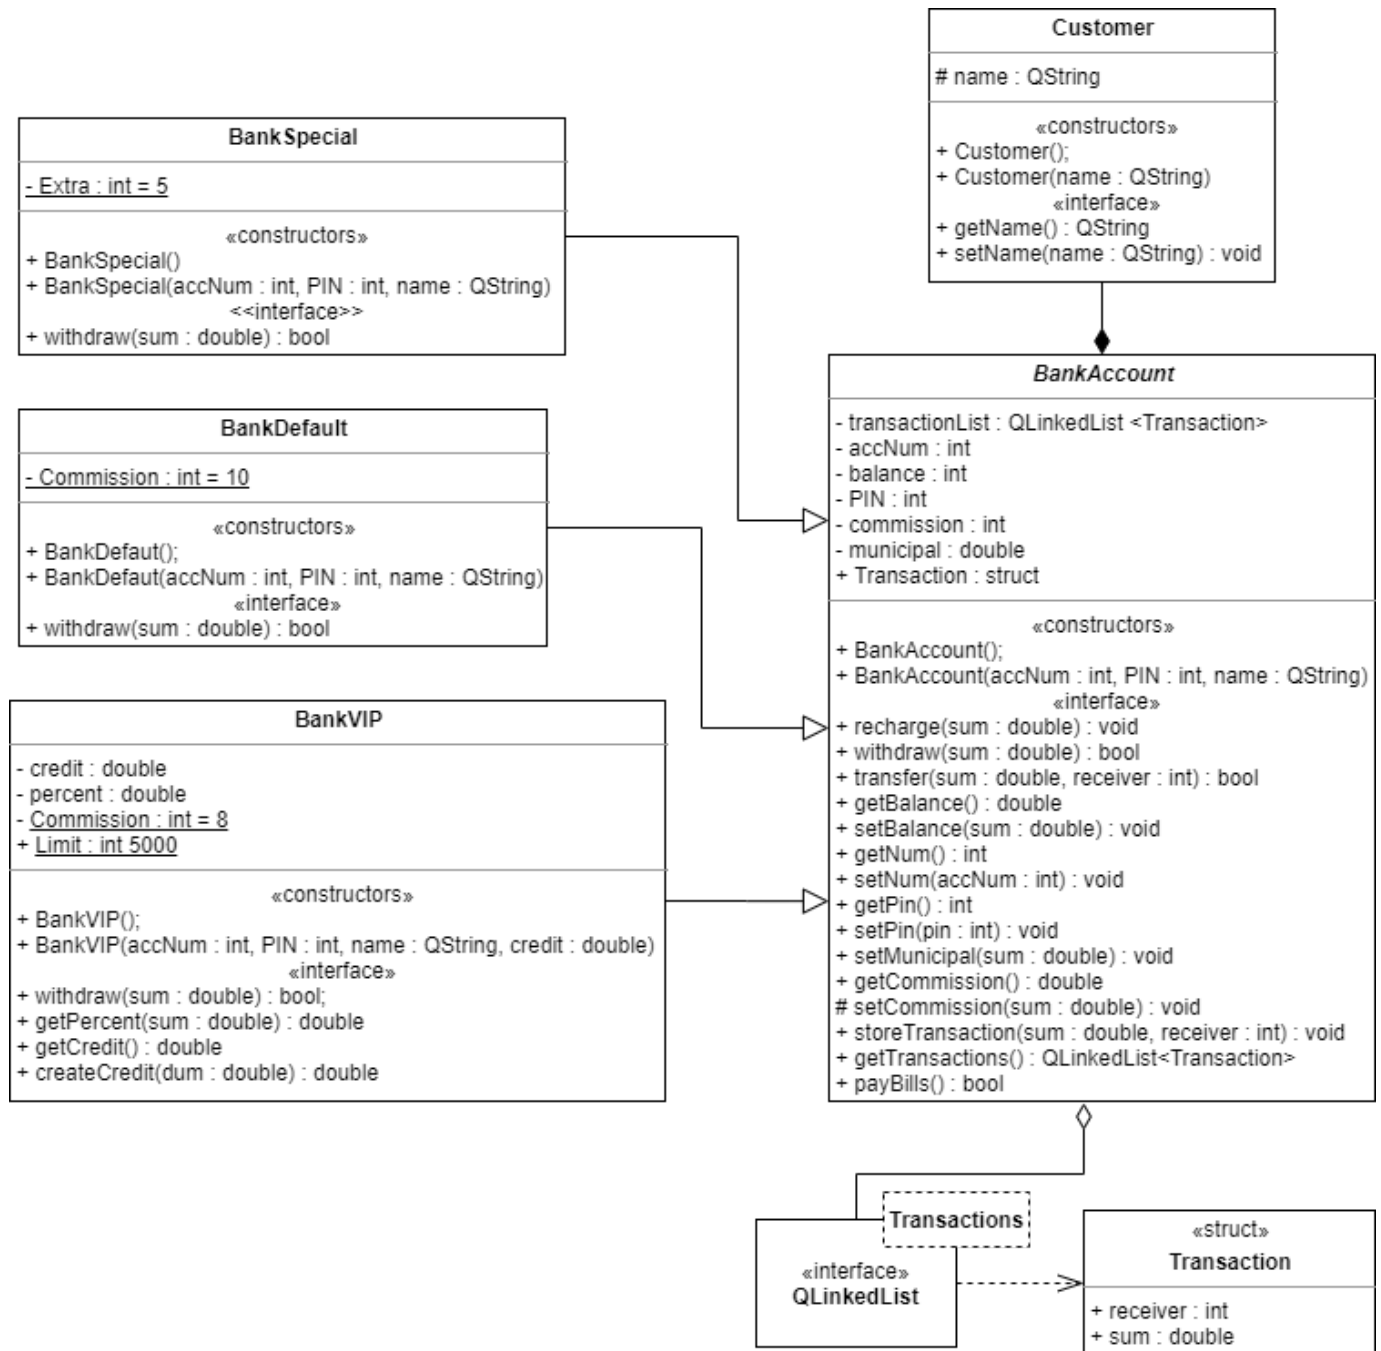 Customer
# name : QString
«constructors»
+ Customer();
+ Customer(name : QString)
«interface»
+ getName() : QString
+ setName(name : QString) : void
BankSpecial
- Extra : int = 5
«constructors»
+ BankSpecial()
+ BankSpecial(accNum : int, PIN : int, name : QString)
<<interface>>
+ withdraw(sum : double) : bool
BankDefault
- Commission : int = 10
«constructors»
+ BankDefaut();
+ BankDefaut(accNum : int, PIN : int, name : QString)
«interface»
+ withdraw(sum : double) : bool
BankVIP
- credit : double
- percent : double
- Commission : int = 8
+ Limit : int 5000
«constructors»
+ BankVIP();
+ BankVIP(accNum : int, PIN : int, name : QString, credit : double)
«interface»
+ withdraw(sum : double) : bool;
+ getPercent(sum : double) : double
+ getCredit() : double
+ createCredit(dum : double) : double
BankAccount
- transactionList : QLinkedList <Transaction>
- accNum : int
- balance : int
- PIN : int
- commission : int
- municipal : double
+ Transaction : struct
«constructors»
+ BankAccount();
+ BankAccount(accNum : int, PIN : int, name : QString)
«interface»
+ recharge(sum : double) : void
+ withdraw(sum : double) : bool
+ transfer(sum : double, receiver : int) : bool
+ getBalance() : double
+ setBalance(sum : double) : void
+ getNum() : int
+ setNum(accNum : int) : void
+ getPin() : int
+ setPin(pin : int) : void
+ setMunicipal(sum : double) : void
+ getCommission() : double
# setCommission(sum : double) : void
+ storeTransaction(sum : double, receiver : int) : void
+ getTransactions() : QLinkedList<Transaction>
+ payBills() : bool
Transactions
«interface»
QLinkedList
«struct»
Transaction
+ receiver : int
+ sum : double